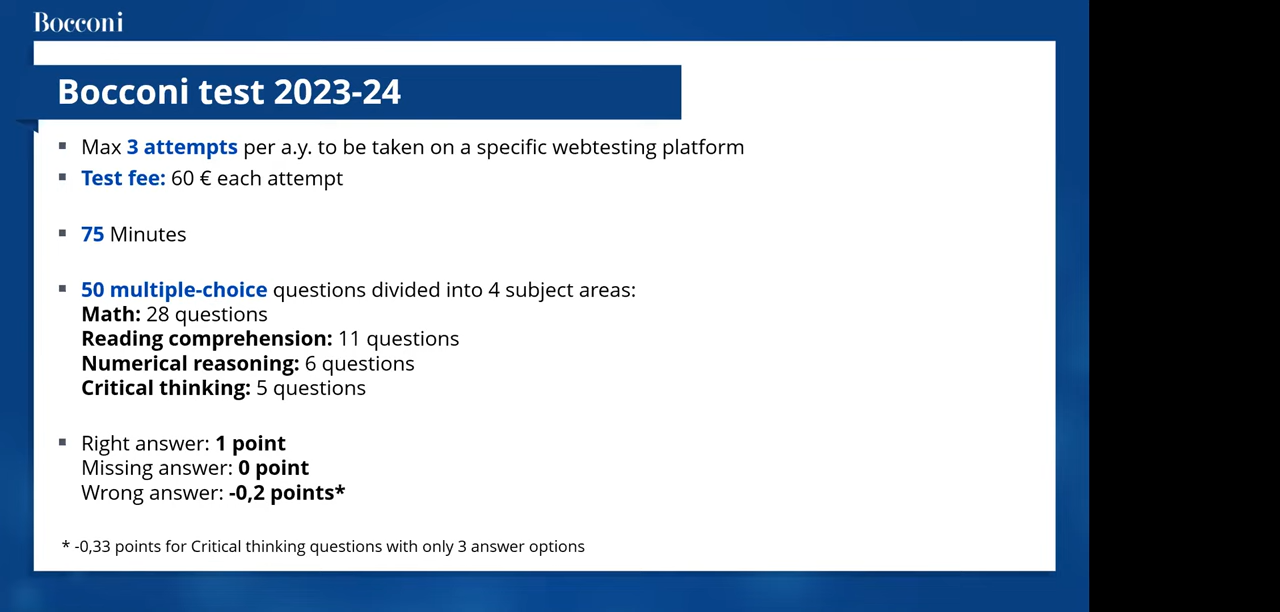 Bocconi
Bocconi test 2023-24
▪ Max 3 attempts per a.y. to be taken on a specific webtesting platform
▪ Test fee: 60 € each attempt
▪ 75 Minutes
▪ 50 multiple-choice questions divided into 4 subject areas:
Math: 28 questions
Reading comprehension: 11 questions
Numerical reasoning: 6 questions
Critical thinking: 5 questions
▪ Right answer: 1 point
Missing answer: 0 point
Wrong answer: -0,2 points*
* -0,33 points for Critical thinking questions with only 3 answer options